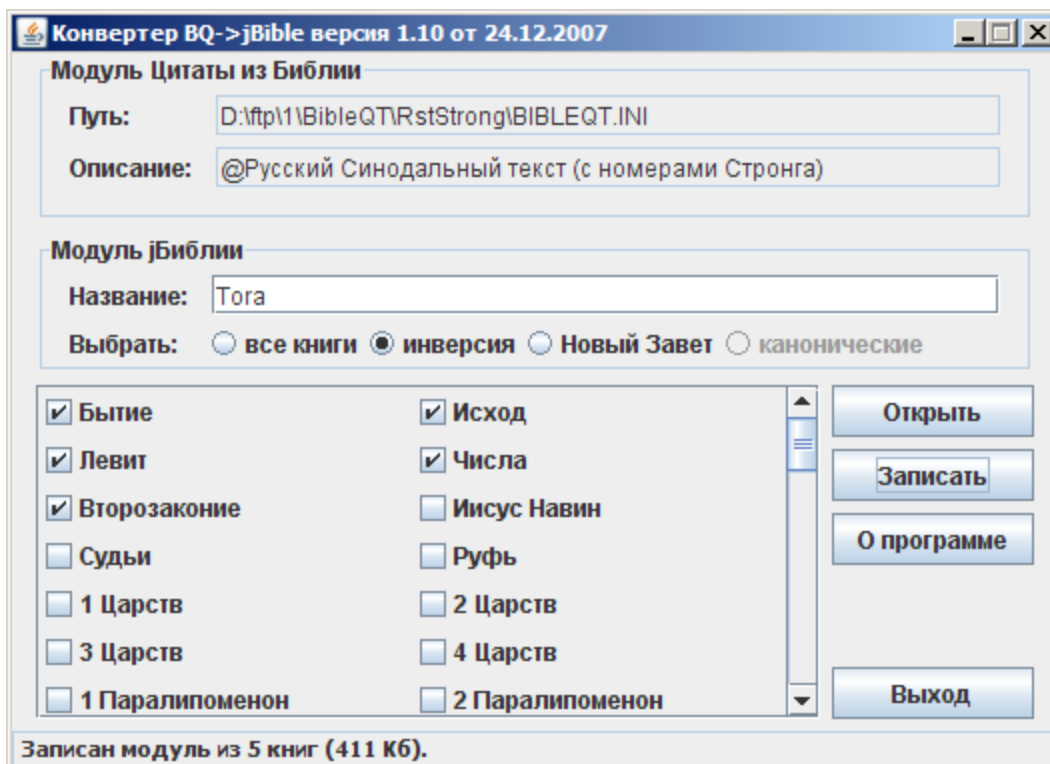 Конвертер BQ->jBible версия 1.10 от 24.12.2007
Модуль Цитаты из Библии
Путь: D:\ftp\1\BibleQT\RstStrong\BIBLEQT.INI
Описание: @Русский Синодальный текст (с номерами Стронга)
Модуль jБиблии
Название: Tora
Выбрать: все книги инверсия Новый Завет канонические
Бытие Исход Открыть
Левит Числа Записать
Второзаконие Иисус Навин О программе
Судьи Руфь
1 Царств 2 Царств
3 Царств 4 Царств
1 Паралипоменон 2 Паралипоменон Выход
Записан модуль из 5 книг (411 Кб).